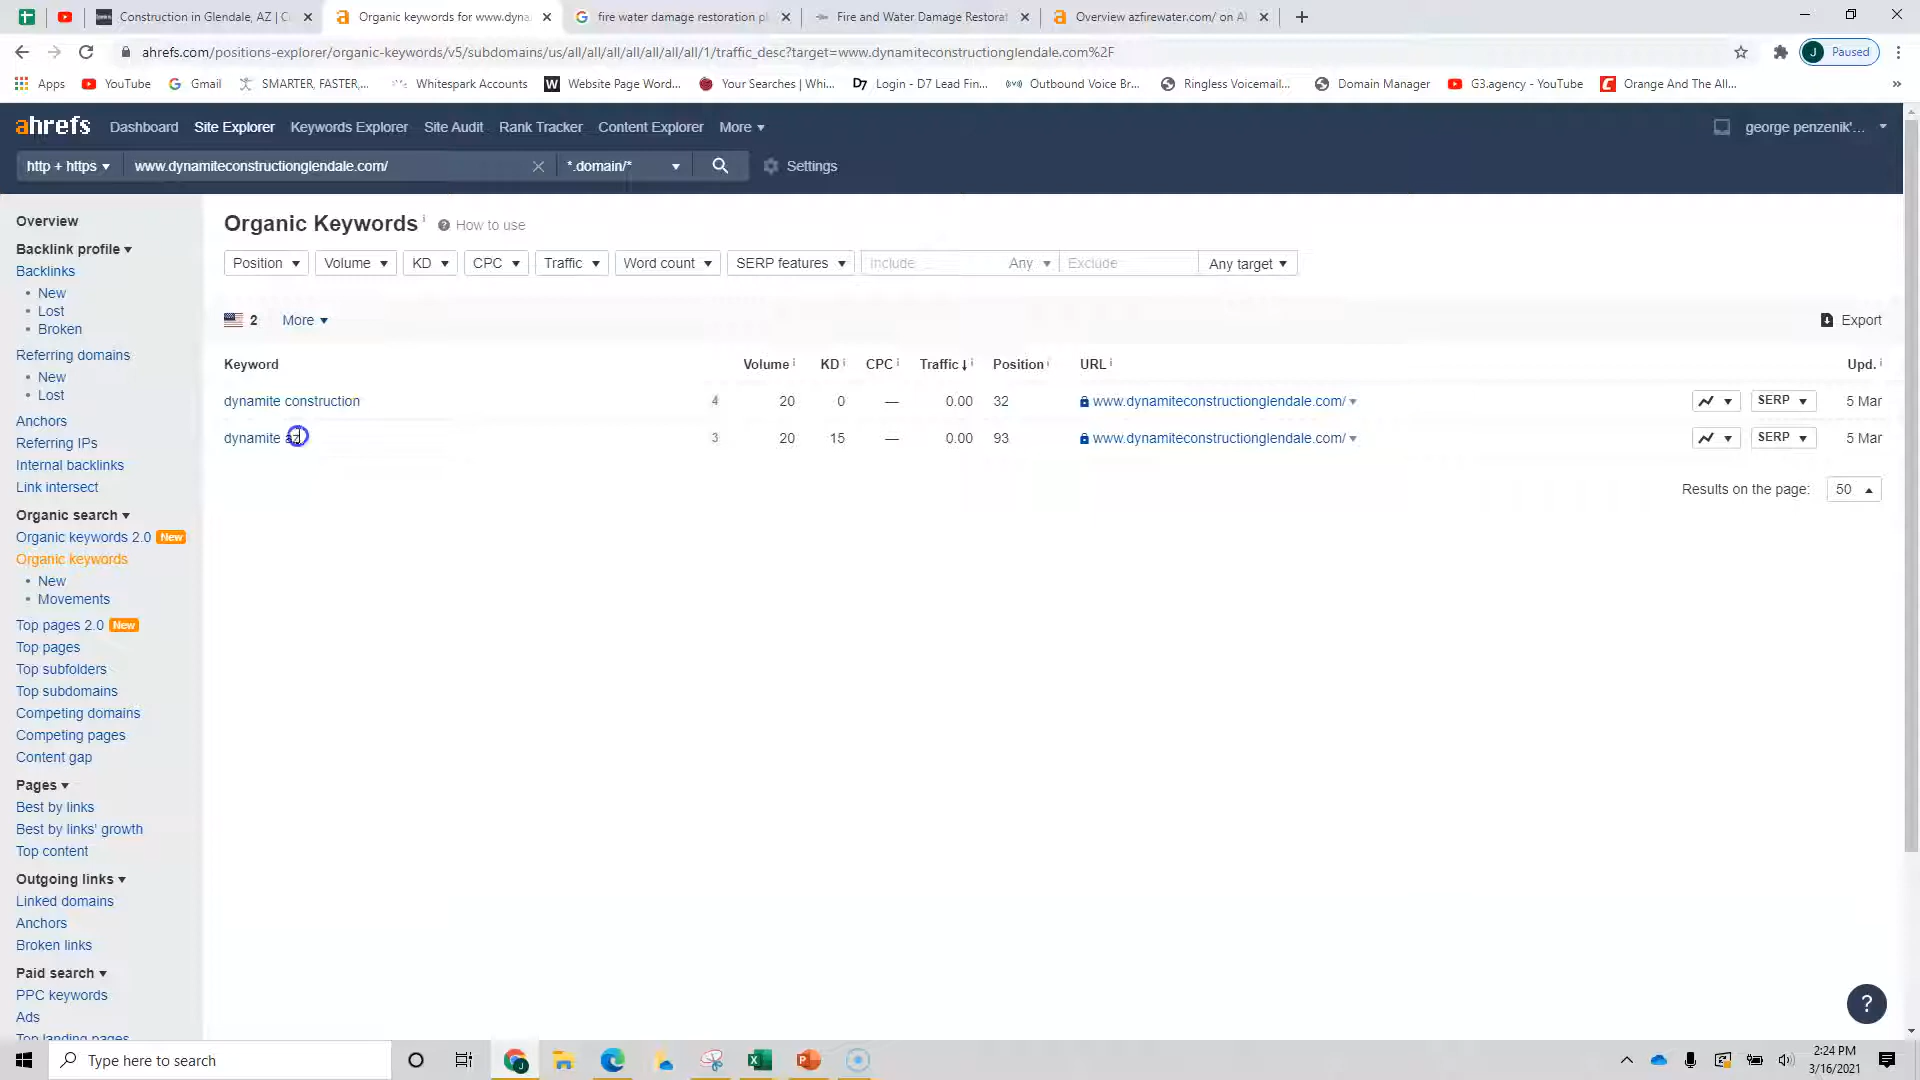 Construction in Glendale, AZ | C
Organic keywords for www.dyna
fire water damage restoration p
Fire and Water Damage Restorat
Overview azfirewater.com/ on A
ahrefs.com/positions-explorer/organic-keywords/v5/subdomains/us/all/all/all/all/all/all/all/1/traffic_desc?target=www.dynamiteconstructionglendale.com%2F
J Paused
Apps YouTube Gmail SMARTER, FASTER,... Whitespark Accounts Website Page Word... Your Searches | Whi... Login - D7 Lead Fin... Outbound Voice Br... Ringless Voicemail... Domain Manager G3.agency - YouTube Orange And The All...
ahrefs Dashboard Site Explorer Keywords Explorer Site Audit Rank Tracker Content Explorer More george penzenik'...
http + https www.dynamiteconstructionglendale.com/ *.domain/* Settings
Overview
Backlink profile
Backlinks
New
Lost
Broken
Referring domains
New
Lost
Anchors
Referring IPs
Internal backlinks
Link intersect
Organic search
Organic keywords 2.0 New
Organic keywords
New
Movements
Top pages 2.0 New
Top pages
Top subfolders
Top subdomains
Competing domains
Competing pages
Content gap
Pages
Best by links
Best by links' growth
Top content
Outgoing links
Linked domains
Anchors
Broken links
Paid search
PPC keywords
Ads
Top landing pages
Organic Keywords i ? How to use
Position Volume KD CPC Traffic Word count SERP features Include Any Exclude Any target
2 More Export
Keyword Volume i KD i CPC i Traffic i Position i URL i Upd. i
dynamite construction 4 20 0 — 0.00 32 www.dynamiteconstructionglendale.com/ SERP 5 Mar
dynamite az 3 20 15 — 0.00 93 www.dynamiteconstructionglendale.com/ SERP 5 Mar
Results on the page: 50
?
Type here to search
2:24 PM
3/16/2021